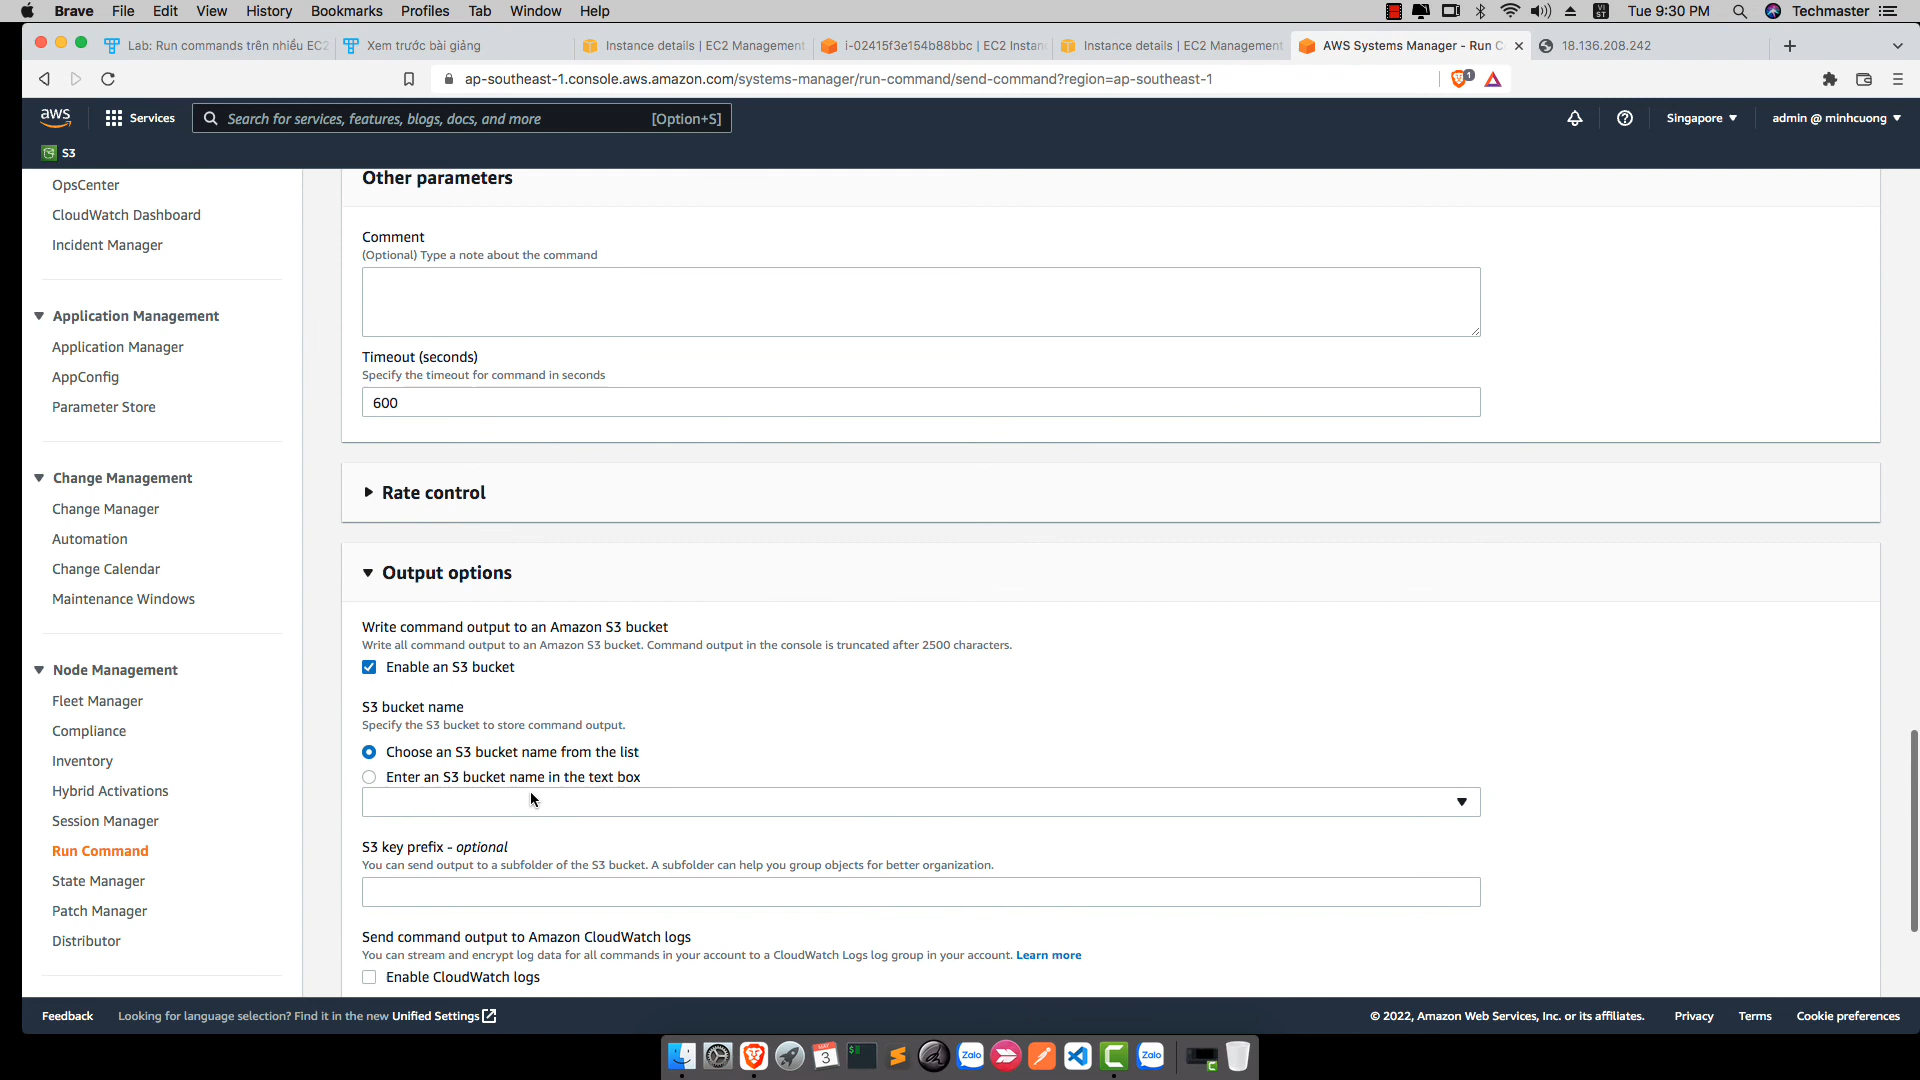 Brave File Edit View History Bookmarks Profiles Tab Window Help VI ST Tue 9:30 PM Techmaster
Lab: Run commands trên nhiều EC2 Xem trước bài giảng Instance details | EC2 Management i-02415f3e154b88bbc | EC2 Instan Instance details | EC2 Management AWS Systems Manager - Run C 18.136.208.242
ap-southeast-1.console.aws.amazon.com/systems-manager/run-command/send-command?region=ap-southeast-1 1
aws Services Search for services, features, blogs, docs, and more [Option+S] Singapore admin @ minhcuong
S3
OpsCenter
CloudWatch Dashboard
Incident Manager
Application Management
Application Manager
AppConfig
Parameter Store
Change Management
Change Manager
Automation
Change Calendar
Maintenance Windows
Node Management
Fleet Manager
Compliance
Inventory
Hybrid Activations
Session Manager
Run Command
State Manager
Patch Manager
Distributor
Other parameters
Comment
(Optional) Type a note about the command
Timeout (seconds)
Specify the timeout for command in seconds
600
Rate control
Output options
Write command output to an Amazon S3 bucket
Write all command output to an Amazon S3 bucket. Command output in the console is truncated after 2500 characters.
Enable an S3 bucket
S3 bucket name
Specify the S3 bucket to store command output.
Choose an S3 bucket name from the list
Enter an S3 bucket name in the text box
S3 key prefix - optional
You can send output to a subfolder of the S3 bucket. A subfolder can help you group objects for better organization.
Send command output to Amazon CloudWatch logs
You can stream and encrypt log data for all commands in your account to a CloudWatch Logs log group in your account. Learn more
Enable CloudWatch logs
Feedback Looking for language selection? Find it in the new Unified Settings © 2022, Amazon Web Services, Inc. or its affiliates. Privacy Terms Cookie preferences
MAY 3 Zalo Zalo